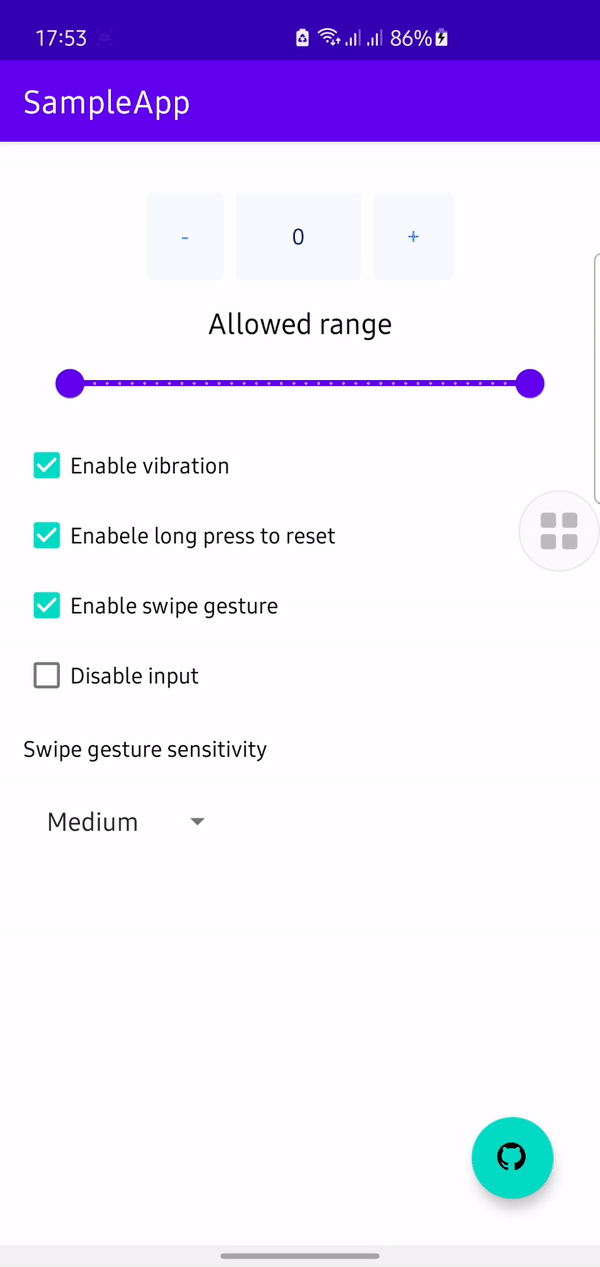 17:53 86%
SampleApp
- 0 +
Allowed range
Enable vibration
Enabele long press to reset
Enable swipe gesture
Disable input
Swipe gesture sensitivity
Medium